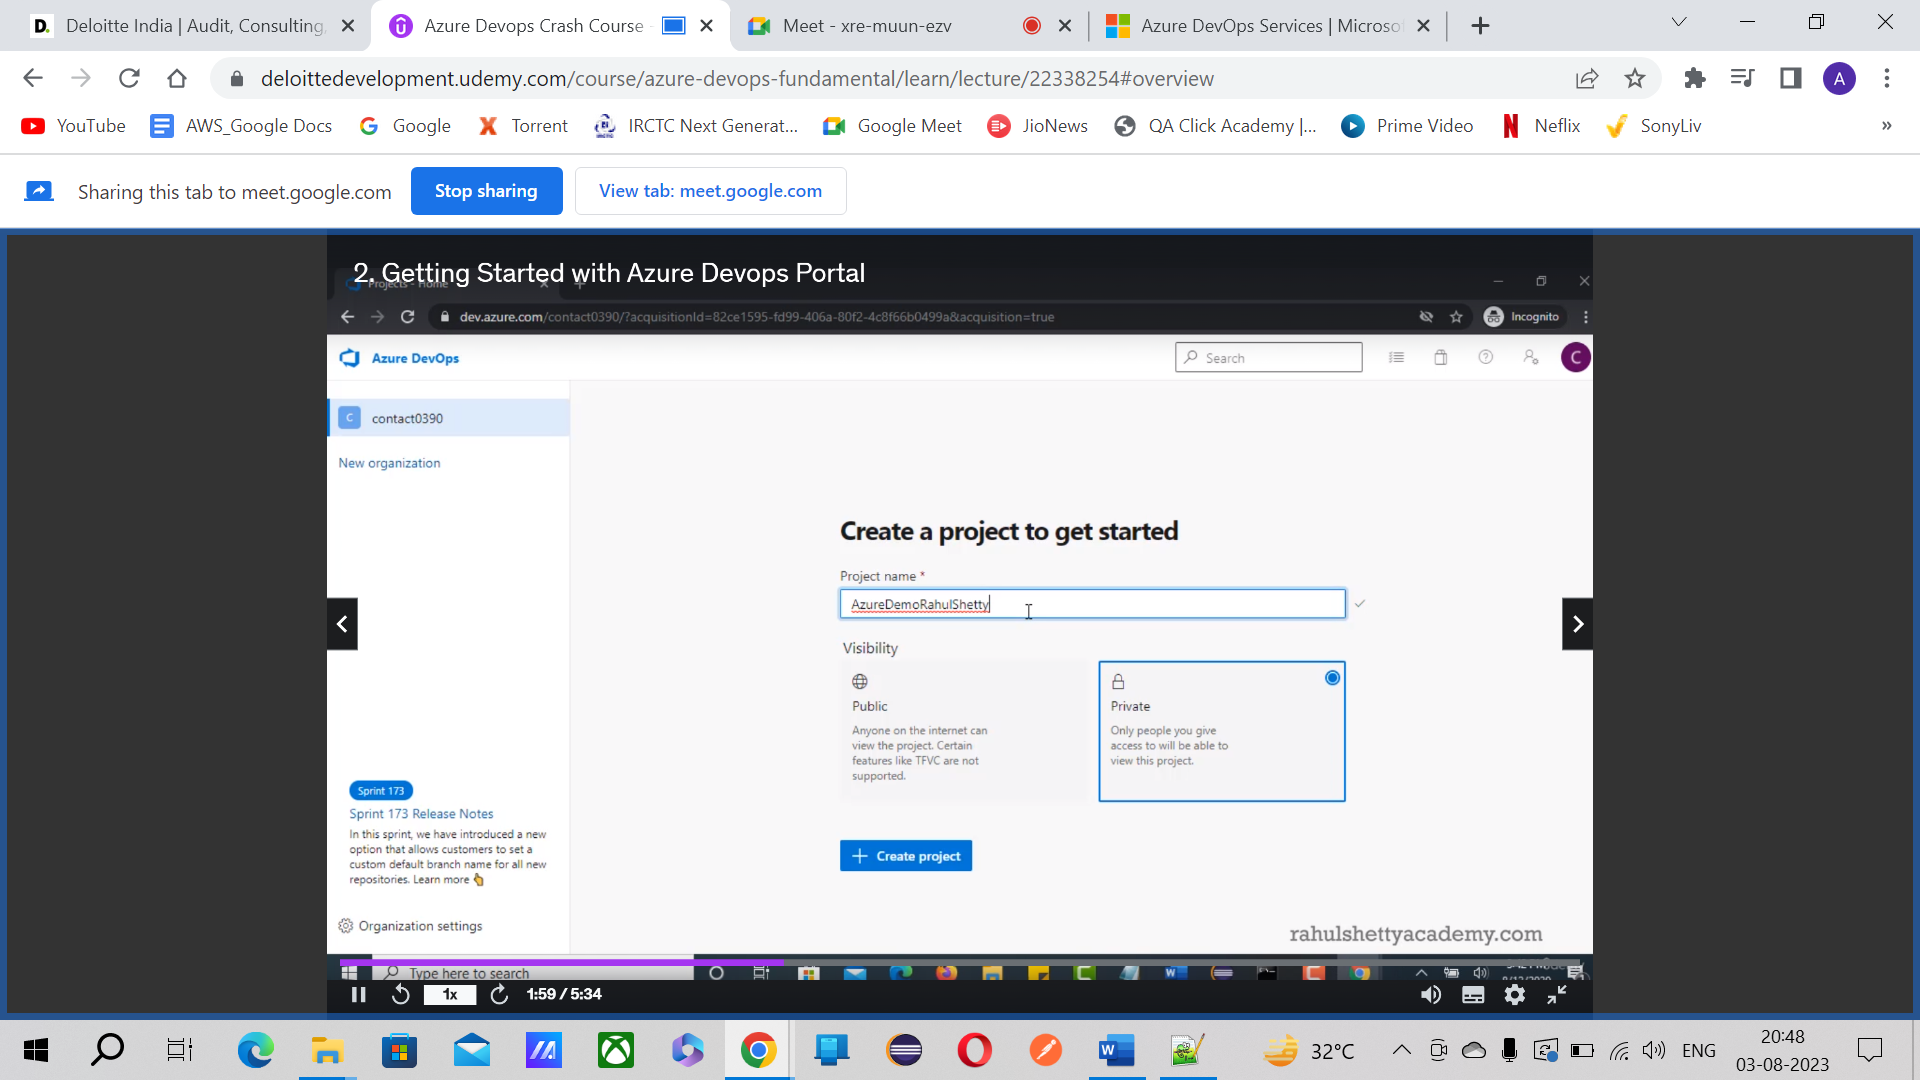 Deloitte India | Audit, Consulting,
Azure Devops Crash Course
Meet - xre-muun-ezv
Azure DevOps Services | Microso
deloittedevelopment.udemy.com/course/azure-devops-fundamental/learn/lecture/22338254#overview
A
YouTube
AWS_Google Docs
Google
Torrent
IRCTC Next Generat...
Google Meet
JioNews
QA Click Academy |...
Prime Video
Neflix
SonyLiv
»
Sharing this tab to meet.google.com
Stop sharing
View tab: meet.google.com
2. Getting Started with Azure Devops Portal
Projects - Home
dev.azure.com/contact0390/?acquisitionId=82ce1595-fd99-406a-80f2-4c8f66b0499a&acquisition=true
Incognito
Azure DevOps
Search
C
C contact0390
New organization
Create a project to get started
Project name *
AzureDemoRahulShetty
Visibility
Public
Anyone on the internet can
view the project. Certain
features like TFVC are not
supported.
Private
Only people you give
access to will be able to
view this project.
Create project
Sprint 173
Sprint 173 Release Notes
In this sprint, we have introduced a new
option that allows customers to set a
custom default branch name for all new
repositories. Learn more
Organization settings
rahulshettyacademy.com
Type here to search
1x
1:59 / 5:34
32°C
ENG
20:48
03-08-2023